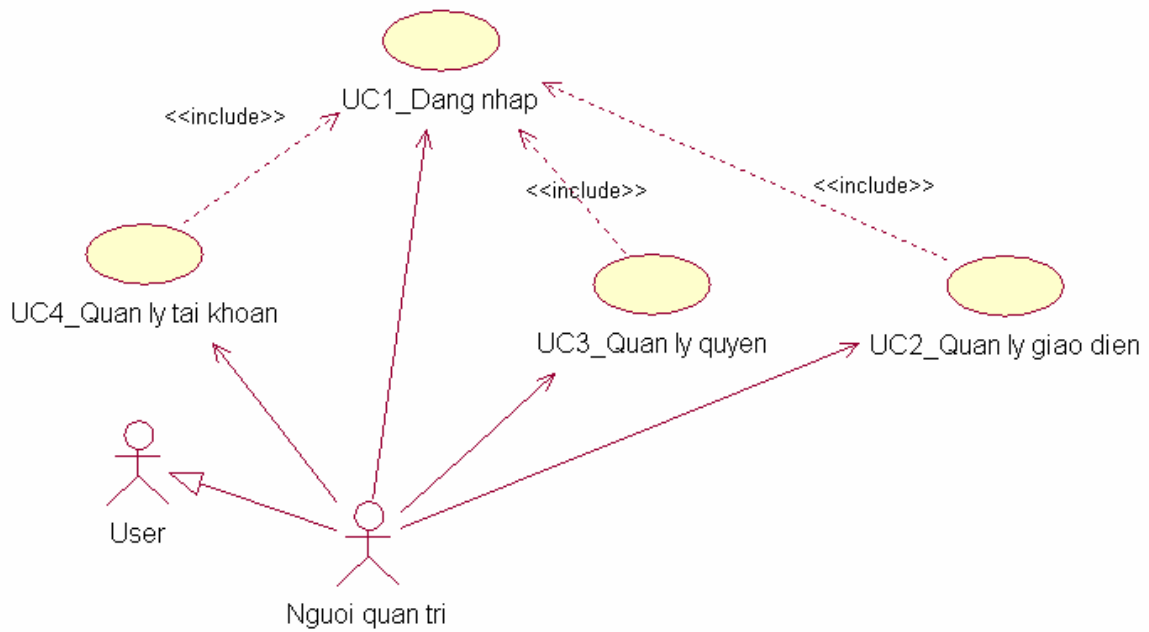 UC1_Dang nhap
<<include>>
<<include>>
<<include>>
UC4_Quan ly tai khoan
UC3_Quan ly quyen
UC2_Quan ly giao dien
User
Nguoi quan tri